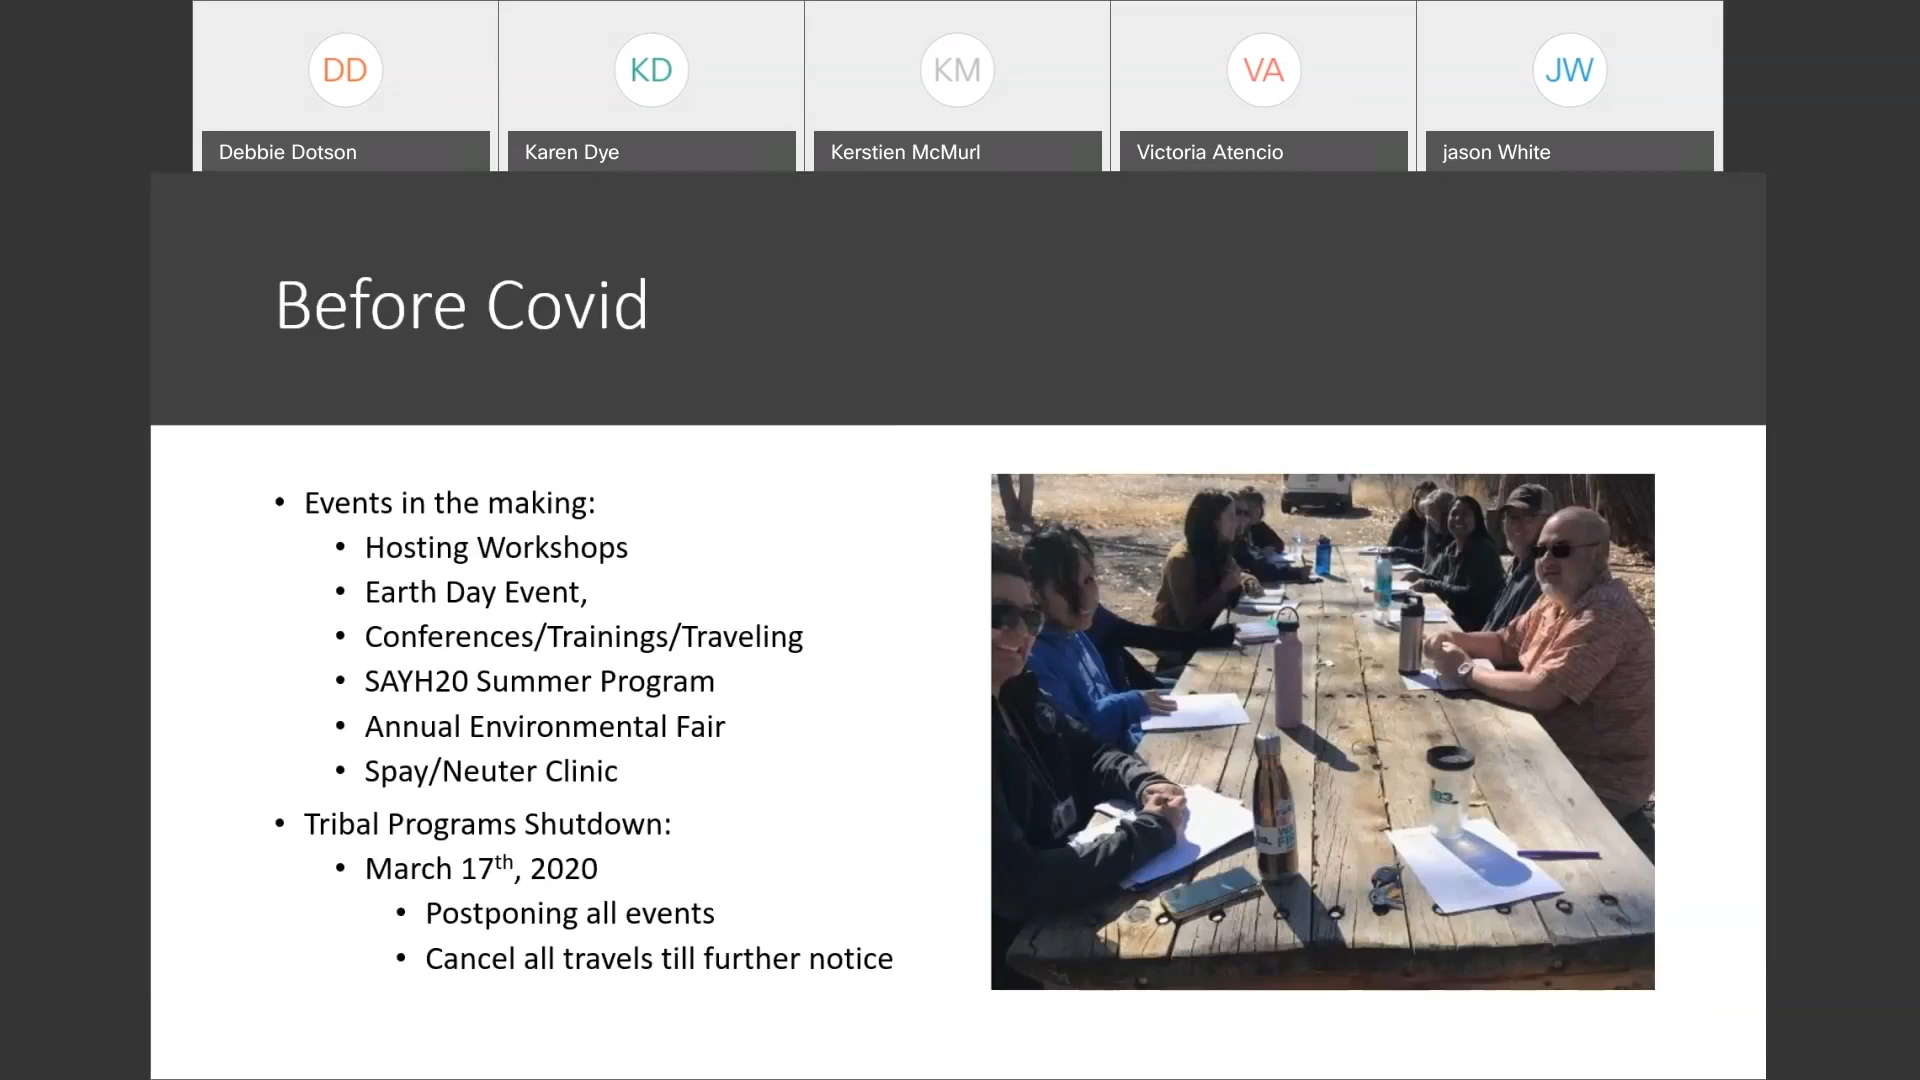 DD
KD
KM
VA
JW
Debbie Dotson
Karen Dye
Kerstien McMurl
Victoria Atencio
jason White
Before Covid
• Events in the making:
• Hosting Workshops
• Earth Day Event,
• Conferences/Trainings/Traveling
• SAYH20 Summer Program
• Annual Environmental Fair
• Spay/Neuter Clinic
• Tribal Programs Shutdown:
• March 17th, 2020
• Postponing all events
• Cancel all travels till further notice